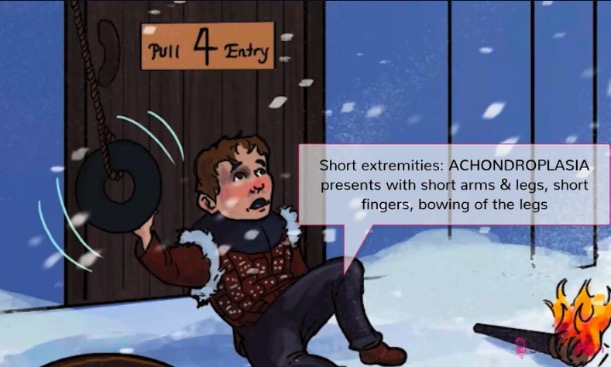 Pull 4 Entry
Short extremities: ACHONDROPLASIA
presents with short arms & legs, short
fingers, bowing of the legs